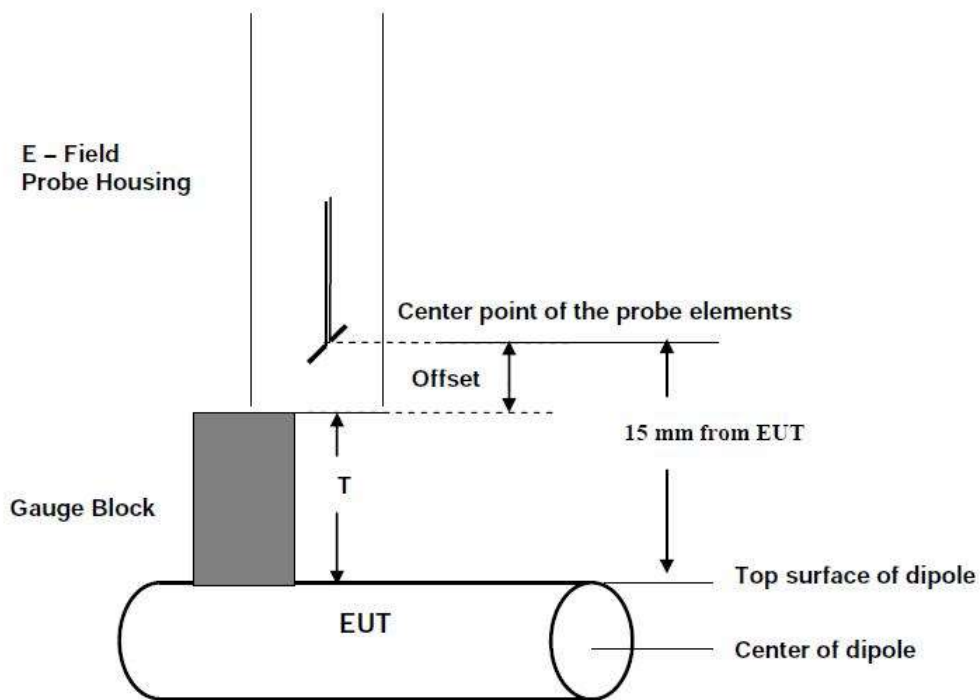 E – Field
Probe Housing
Center point of the probe elements
Offset
15 mm from EUT
T
Gauge Block
Top surface of dipole
EUT
Center of dipole